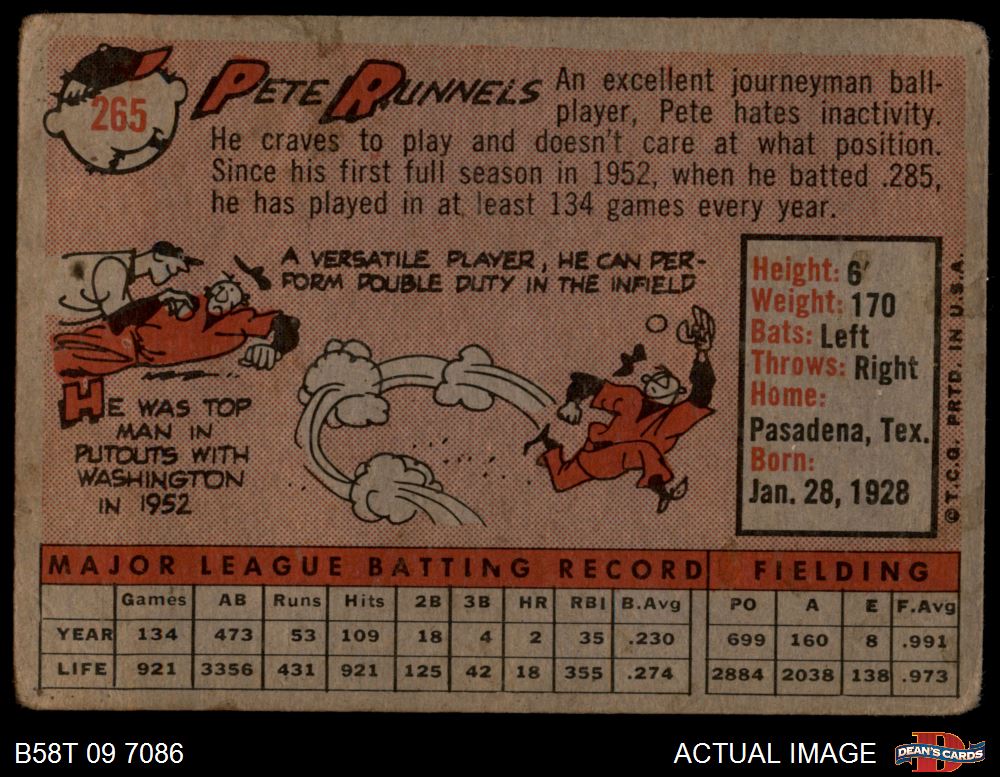 265
PETE RUNNELS
An excellent journeyman ball-
player, Pete hates inactivity.
He craves to play and doesn't care at what position.
Since his first full season in 1952, when he batted .285,
he has played in at least 134 games every year.
A VERSATILE PLAYER, HE CAN PER-
FORM DOUBLE DUTY IN THE INFIELD
HE WAS TOP
MAN IN
PUTOUTS WITH
WASHINGTON
IN 1952
Height: 6'
Weight: 170
Bats: Left
Throws: Right
Home:
Pasadena, Tex.
Born:
Jan. 28, 1928
©T.C.G. PRTD. IN U.S.A.
MAJOR LEAGUE BATTING RECORD FIELDING
Games AB Runs Hits 2B 3B HR RBI B.Avg PO A E F.Avg
YEAR 134 473 53 109 18 4 2 35 .230 699 160 8 .991
LIFE 921 3356 431 921 125 42 18 355 .274 2884 2038 138 .973
B58T 09 7086
ACTUAL IMAGE
D
DEAN'S CARDS